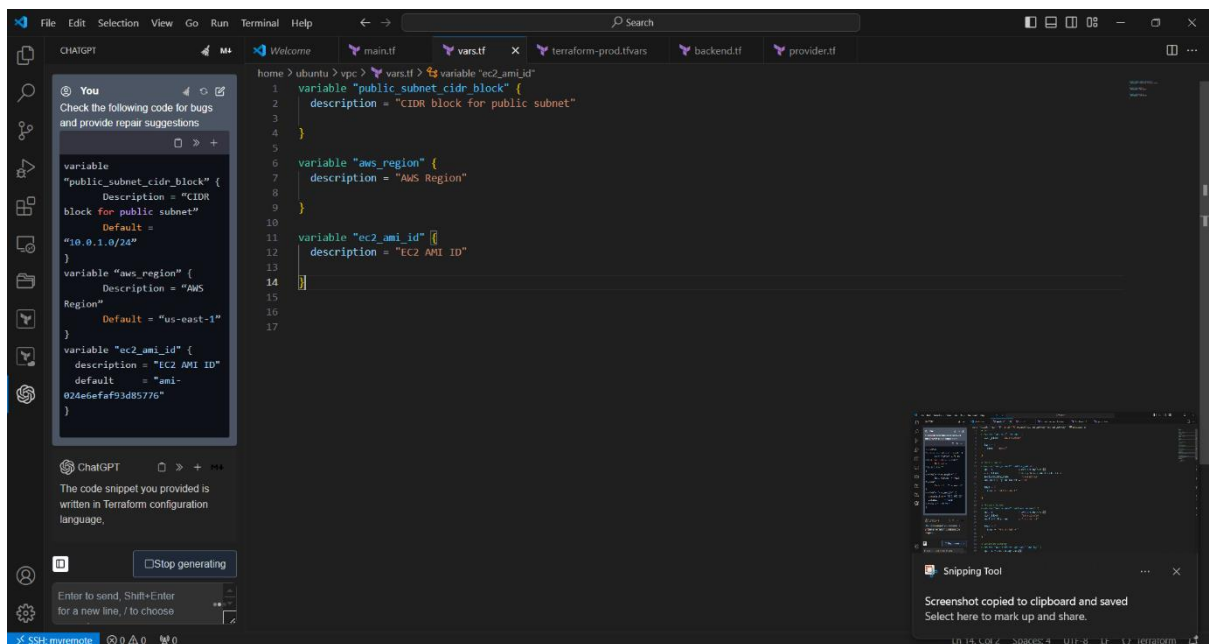 File Edit Selection View Go Run Terminal Help
Search
CHATGPT
Welcome main.tf vars.tf terraform-prod.tfvars backend.tf provider.tf
home > ubuntu > vpc > vars.tf > variable "ec2_ami_id"
You
Check the following code for bugs
and provide repair suggestions
variable
“public_subnet_cidr_block” {
Description = “CIDR
block for public subnet”
Default =
“10.0.1.0/24”
}
variable “aws_region” {
Description = “AWS
Region”
Default = “us-east-1”
}
variable "ec2_ami_id" {
description = "EC2 AMI ID"
default = "ami-
024e6efaf93d85776"
}
ChatGPT
The code snippet you provided is
written in Terraform configuration
language,
Stop generating
Enter to send, Shift+Enter
for a new line, / to choose
1 variable "public_subnet_cidr_block" {
2 description = "CIDR block for public subnet"
3
4 }
5
6 variable "aws_region" {
7 description = "AWS Region"
8
9 }
10
11 variable "ec2_ami_id" {
12 description = "EC2 AMI ID"
13
14 }
15
16
17
Snipping Tool
Screenshot copied to clipboard and saved
Select here to mark up and share.
SSH: myremote 0 0 0
Ln 14, Col 2 Spaces: 4 UTF-8 LF Terraform